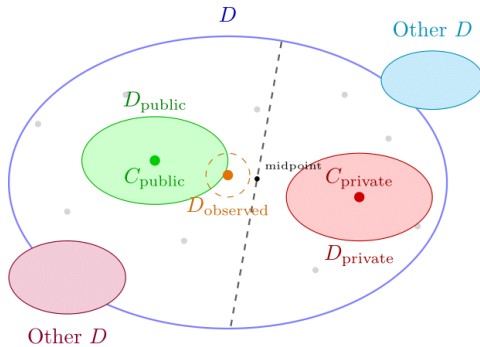 D
Other D
D_public
midpoint
C_public
C_private
D_observed
D_private
Other D